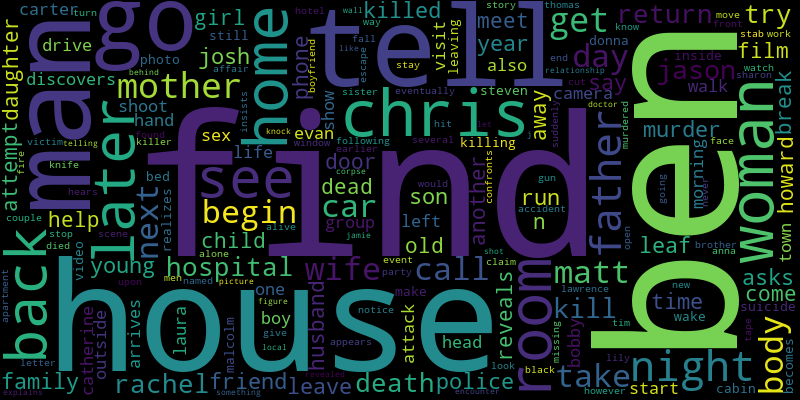 find
house
tell
ben
man
go
chris
see
woman
home
later
back
mother
begin
car
wife
room
night
father
get
day
jason
matt
body
take
kill
call
hospital
rachel
death
police
friend
leave
family
young
child
help
next
husband
reveals
murder
film
return
try
josh
girl
killed
meet
year
also
phone
evan
door
dead
son
run
n
old
left
group
another
away
killing
visit
leaving
show
life
sex
hand
shoot
attempt
daughter
drive
discovers
carter
turn
photo
affair
still
hotel
boyfriend
wall
way
like
fall
escape
stay
story
thomas
know
donna
end
relationship
steven
camera
cut
stab
work
move
front
inside
walk
watch
sharon
doctor
break
say
howard
town
morning
face
never
going
murdered
suddenly
confronts
gun
accident
shot
claim
lawrence
tim
missing
bobby
lily
black
time
wake
new
suicide
tape
anna
brother
open
leaf
asks
come
becomes
cabin
start
however
encounter
look
head
attack
make
party
event
notice
appears
revealed
local
give
figure
boy
one
named
picture
men
upon
alone
alive
jamie
would
several
corpse
following
earlier
window
knock
insists
sister
eventually
hit
realizes
bed
found
killer
behind
telling
victim
knife
hears
fire
couple
stop
died
scene
video
outside
catherine
arrives
laura
malcolm
something
letter
explains
apartment